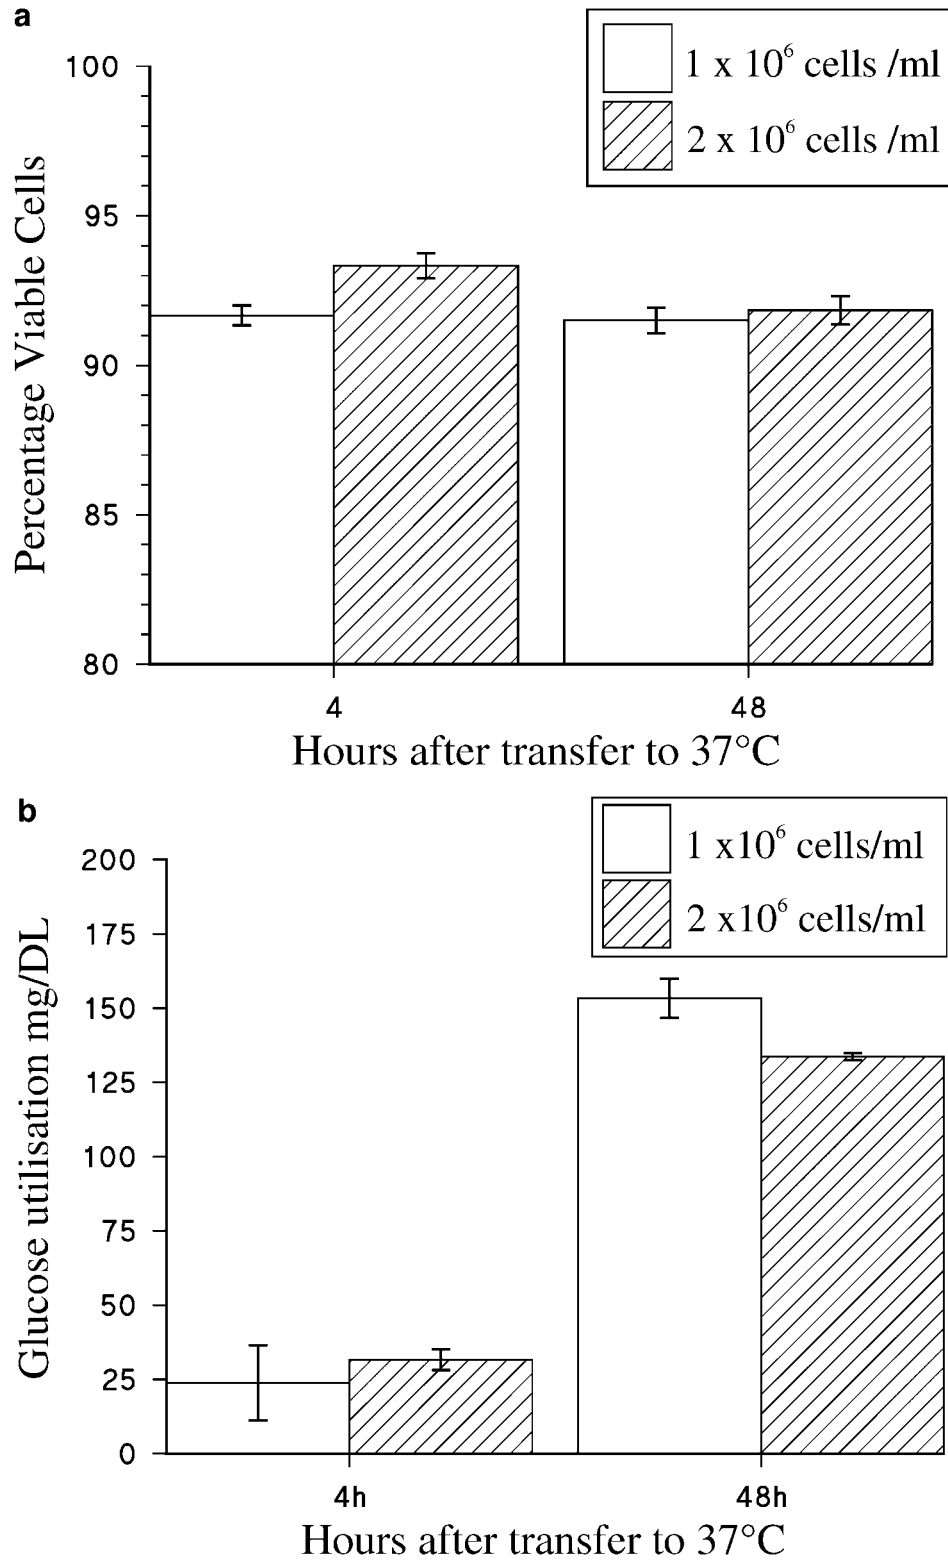 a
1 x 10⁶ cells /ml
2 x 10⁶ cells /ml
100
95
90
85
80
Percentage Viable Cells
4 48
Hours after transfer to 37°C
b
1 x10⁶ cells/ml
2 x10⁶ cells/ml
200
175
150
125
100
75
50
25
0
Glucose utilisation mg/DL
4h 48h
Hours after transfer to 37°C